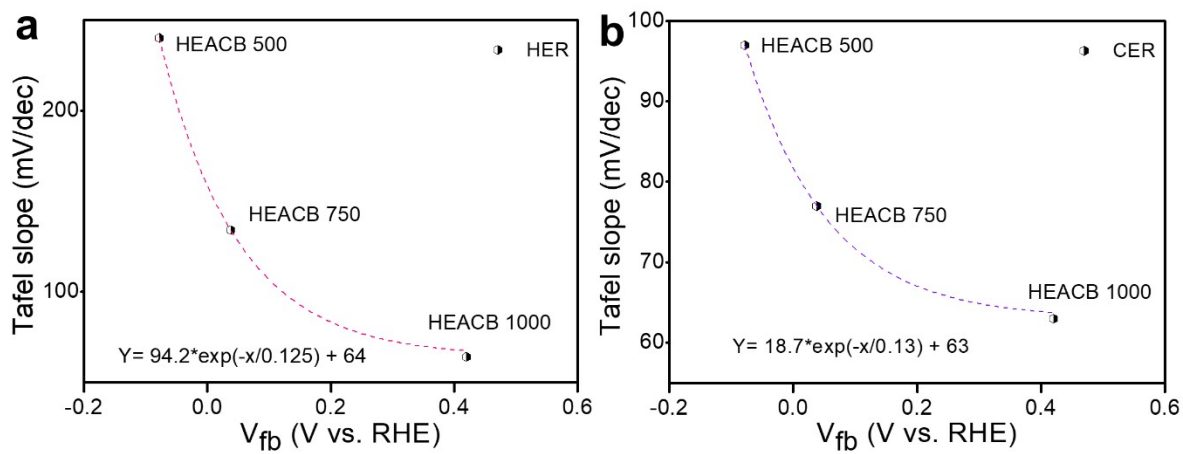 a
HEACB 500
HER
200
HEACB 750
100
HEACB 1000
Y= 94.2*exp(-x/0.125) + 64
-0.2 0.0 0.2 0.4 0.6
V_fb (V vs. RHE)
Tafel slope (mV/dec)
b
100
HEACB 500
CER
90
80
HEACB 750
70
HEACB 1000
60
Y= 18.7*exp(-x/0.13) + 63
-0.2 0.0 0.2 0.4 0.6
V_fb (V vs. RHE)
Tafel slope (mV/dec)